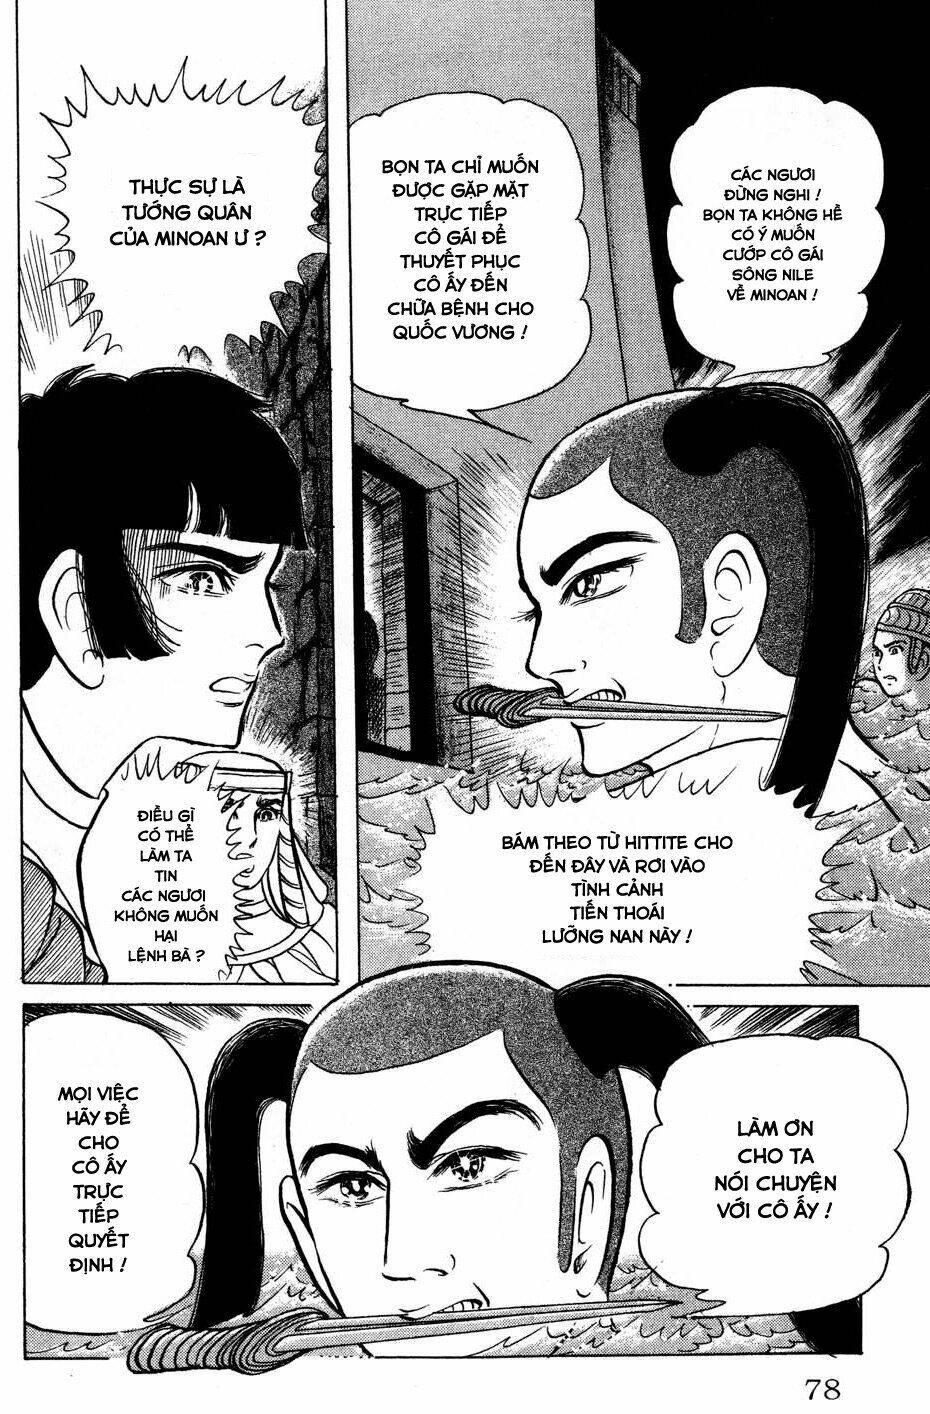 CÁC NGƯƠI
ĐỪNG NGHI !
BỌN TA KHÔNG HỀ
CÓ Ý MUỐN
CƯỚP CÔ GÁI
SÔNG NILE
VỀ MINOAN !
BỌN TA CHỈ MUỐN
ĐƯỢC GẶP MẶT
TRỰC TIẾP
CÔ GÁI ĐỂ
THUYẾT PHỤC
CÔ ẤY ĐẾN
CHỮA BỆNH CHO
QUỐC VƯƠNG !
BÁM THEO TỪ HITTITE CHO
ĐẾN ĐÂY VÀ RƠI VÀO
TÌNH CẢNH
TIẾN THOÁI
LƯỠNG NAN NÀY !
THỰC SỰ LÀ
TƯỚNG QUÂN
CỦA MINOAN Ư ?
ĐIỀU GÌ
CÓ THỂ
LÀM TA
TIN
CÁC NGƯƠI
KHÔNG MUỐN
HẠI
LỆNH BÀ ?
LÀM ƠN
CHO TA
NÓI CHUYỆN
VỚI CÔ ẤY !
MỌI VIỆC
HÃY ĐỂ
CHO
CÔ ẤY
TRỰC
TIẾP
QUYẾT
ĐỊNH !
78